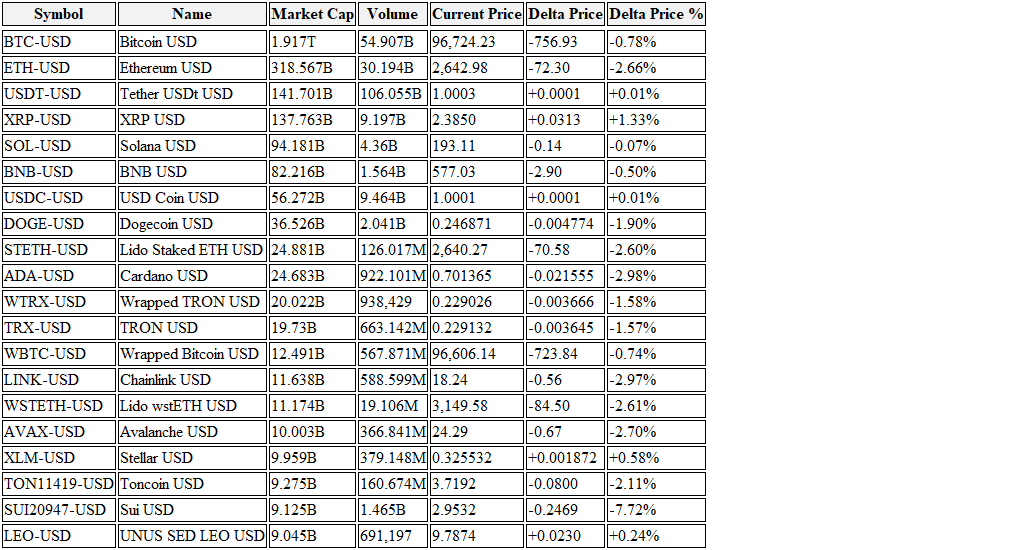 Symbol Name Market Cap Volume Current Price Delta Price Delta Price %
BTC-USD Bitcoin USD 1.917T 54.907B 96,724.23 -756.93 -0.78%
ETH-USD Ethereum USD 318.567B 30.194B 2,642.98 -72.30 -2.66%
USDT-USD Tether USDt USD 141.701B 106.055B 1.0003 +0.0001 +0.01%
XRP-USD XRP USD 137.763B 9.197B 2.3850 +0.0313 +1.33%
SOL-USD Solana USD 94.181B 4.36B 193.11 -0.14 -0.07%
BNB-USD BNB USD 82.216B 1.564B 577.03 -2.90 -0.50%
USDC-USD USD Coin USD 56.272B 9.464B 1.0001 +0.0001 +0.01%
DOGE-USD Dogecoin USD 36.526B 2.041B 0.246871 -0.004774 -1.90%
STETH-USD Lido Staked ETH USD 24.881B 126.017M 2,640.27 -70.58 -2.60%
ADA-USD Cardano USD 24.683B 922.101M 0.701365 -0.021555 -2.98%
WTRX-USD Wrapped TRON USD 20.022B 938,429 0.229026 -0.003666 -1.58%
TRX-USD TRON USD 19.73B 663.142M 0.229132 -0.003645 -1.57%
WBTC-USD Wrapped Bitcoin USD 12.491B 567.871M 96,606.14 -723.84 -0.74%
LINK-USD Chainlink USD 11.638B 588.599M 18.24 -0.56 -2.97%
WSTETH-USD Lido wstETH USD 11.174B 19.106M 3,149.58 -84.50 -2.61%
AVAX-USD Avalanche USD 10.003B 366.841M 24.29 -0.67 -2.70%
XLM-USD Stellar USD 9.959B 379.148M 0.325532 +0.001872 +0.58%
TON11419-USD Toncoin USD 9.275B 160.674M 3.7192 -0.0800 -2.11%
SUI20947-USD Sui USD 9.125B 1.465B 2.9532 -0.2469 -7.72%
LEO-USD UNUS SED LEO USD 9.045B 691,197 9.7874 +0.0230 +0.24%